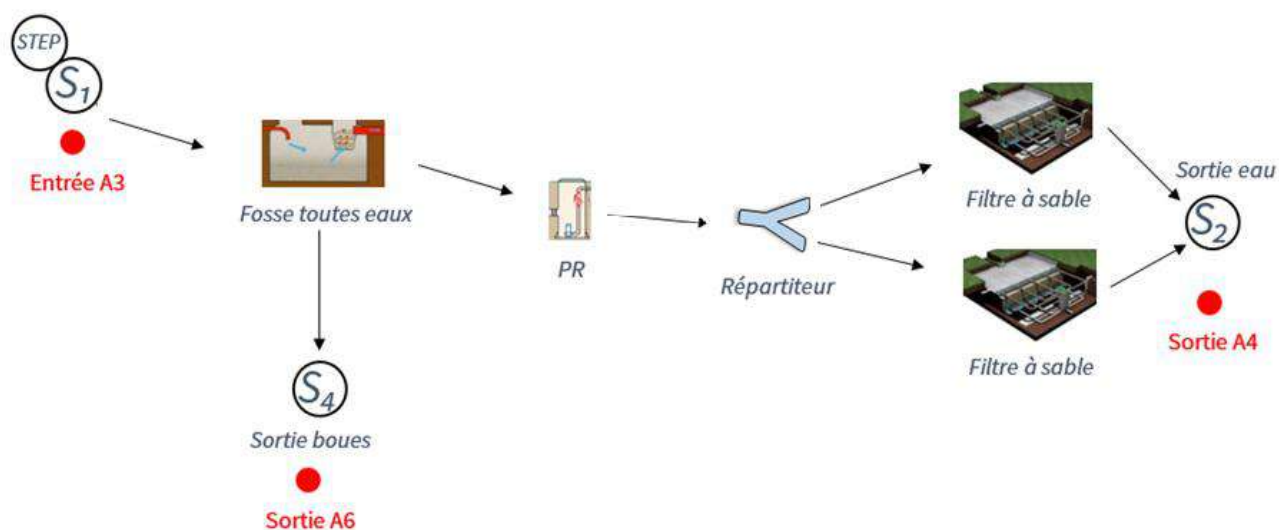 STEP
S1
Entrée A3
Fosse toutes eaux
PR
Répartiteur
Filtre à sable
Filtre à sable
Sortie eau
S2
Sortie A4
S4
Sortie boues
Sortie A6